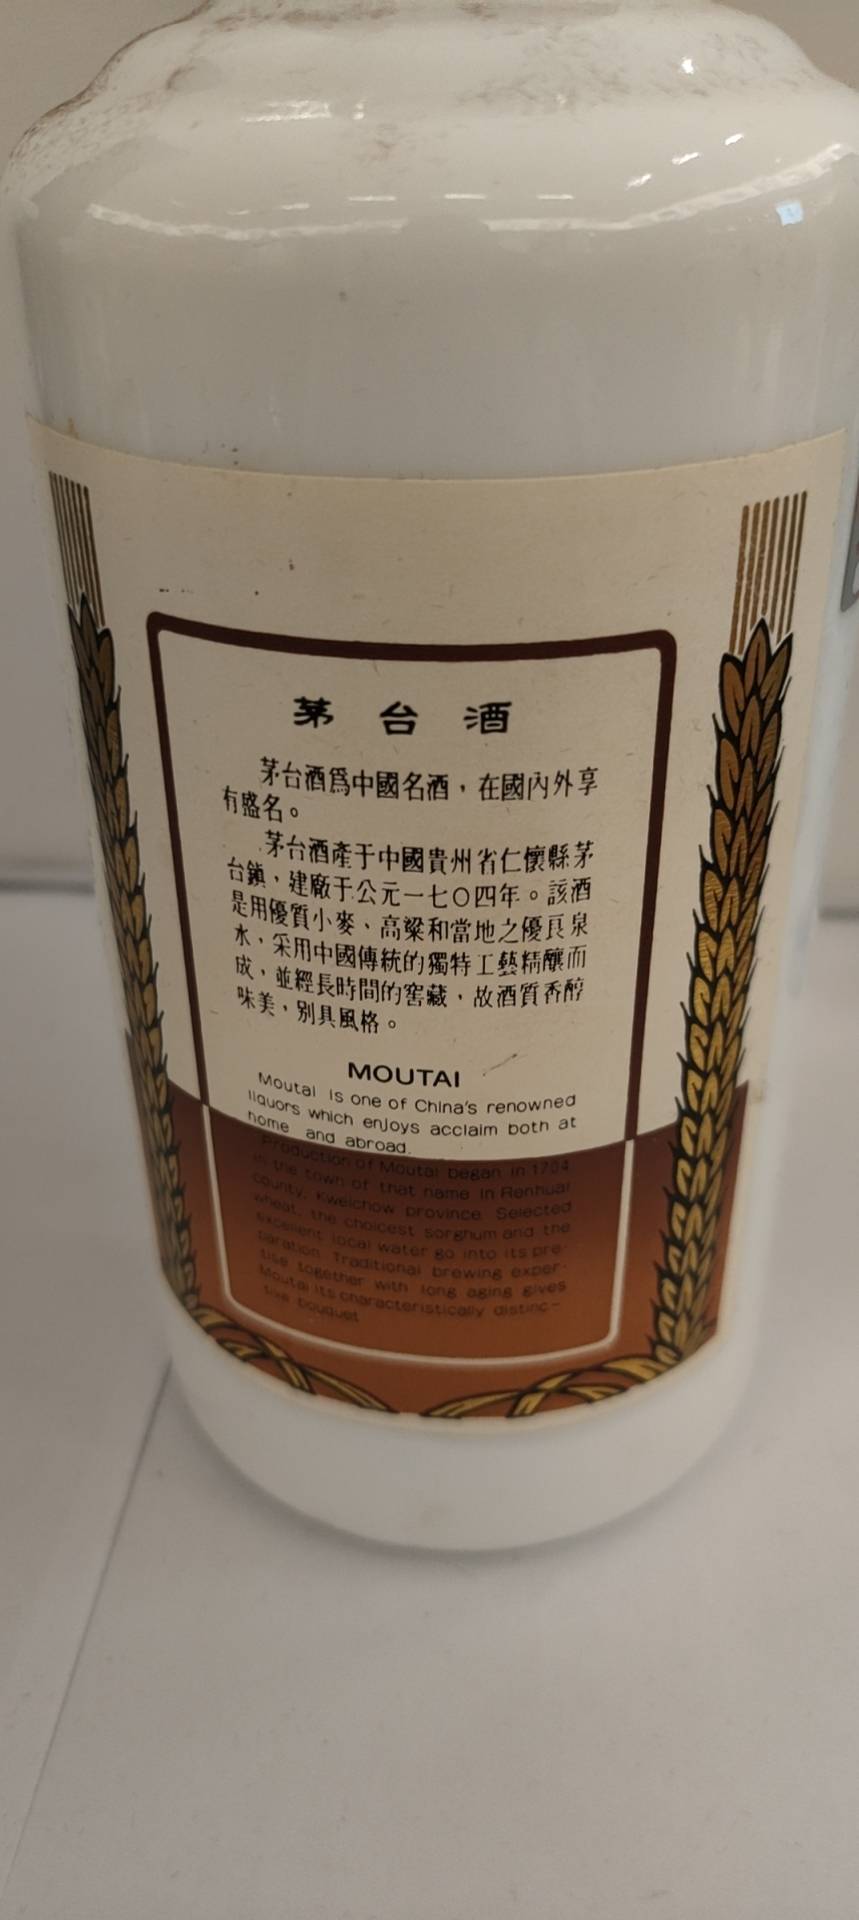 茅台酒
茅台酒爲中國名酒，在國內外享
有盛名。
茅台酒產于中國貴州省仁懷縣茅
台鎭，建廠于公元一七〇四年。該酒
是用優質小麥、高粱和當地之優良泉
水，采用中國傳統的獨特工藝精釀而
成，並經長時間的窖藏，故酒質香醇
味美，別具風格。
MOUTAI
Moutai is one of China's renowned
liquors which enjoys acclaim both at
home and abroad.
Production of Moutai began in 1704
in the town of that name in Renhuai
county, Kweichow province. Selected
wheat, the choicest sorghum and the
excellent local water go into its pre-
paration. Traditional brewing exper-
tise together with long aging gives
Moutai its characteristically distinc-
tive bouquet